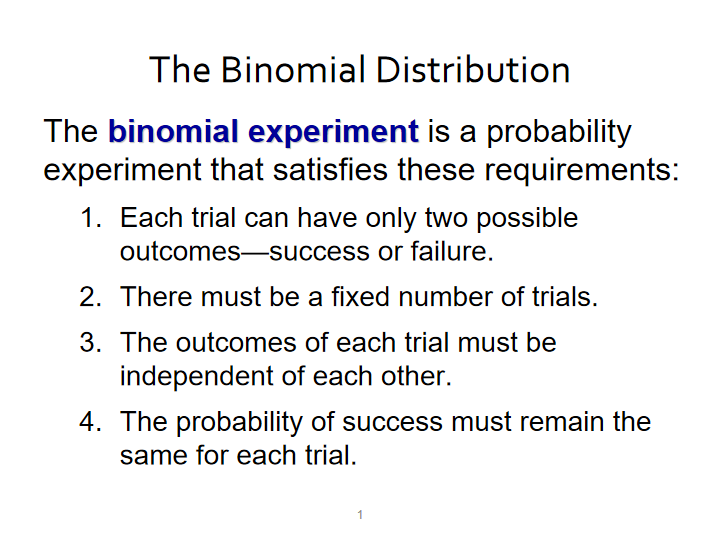 The Binomial Distribution
The binomial experiment is a probability
experiment that satisfies these requirements:
1. Each trial can have only two possible
outcomes—success or failure.
2. There must be a fixed number of trials.
3. The outcomes of each trial must be
independent of each other.
4. The probability of success must remain the
same for each trial.
1